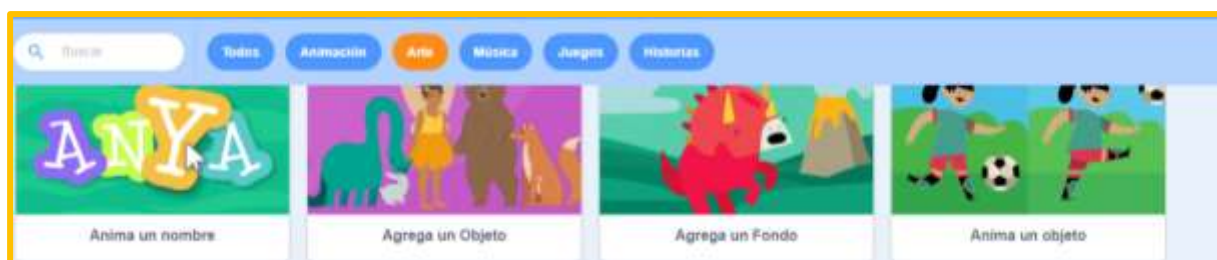 Buscar
Todos Animación Arte Música Juegos Historias
ANYA
Anima un nombre
Agrega un Objeto
Agrega un Fondo
Anima un objeto